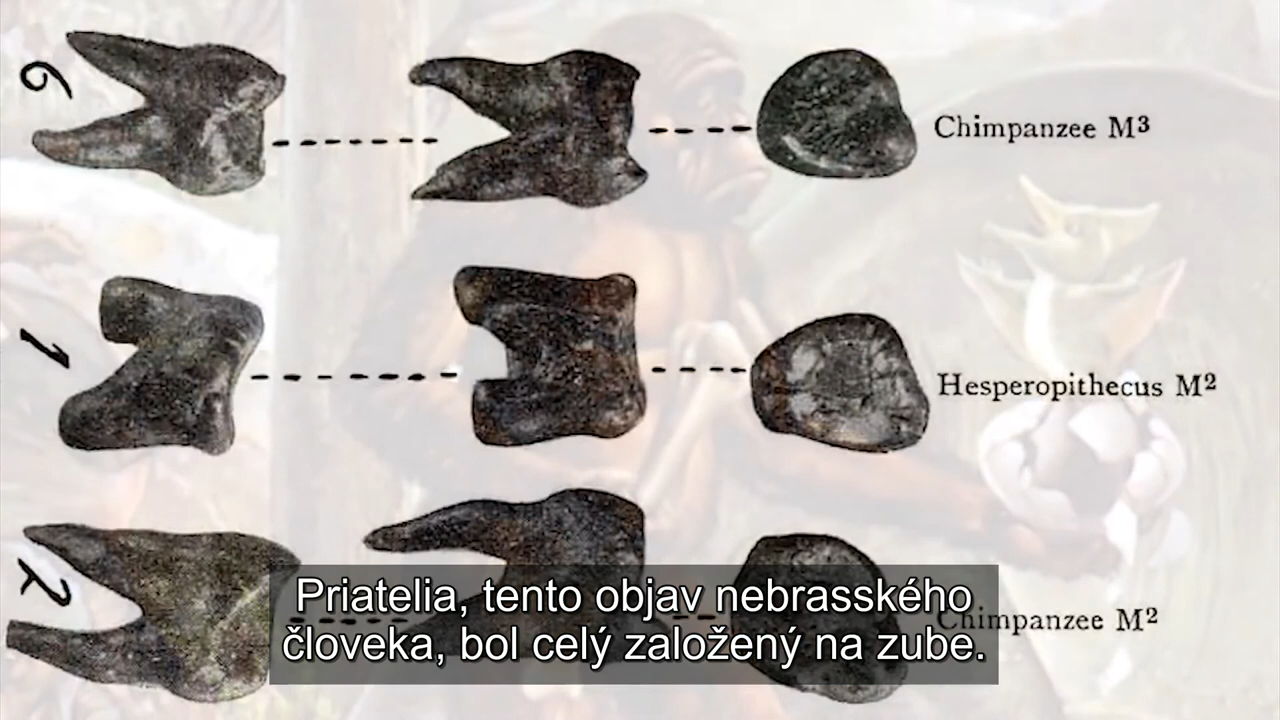 6
Chimpanzee M³
1
Hesperopithecus M²
2
Chimpanzee M²
Priatelia, tento objav nebrasského
človeka, bol celý založený na zube.